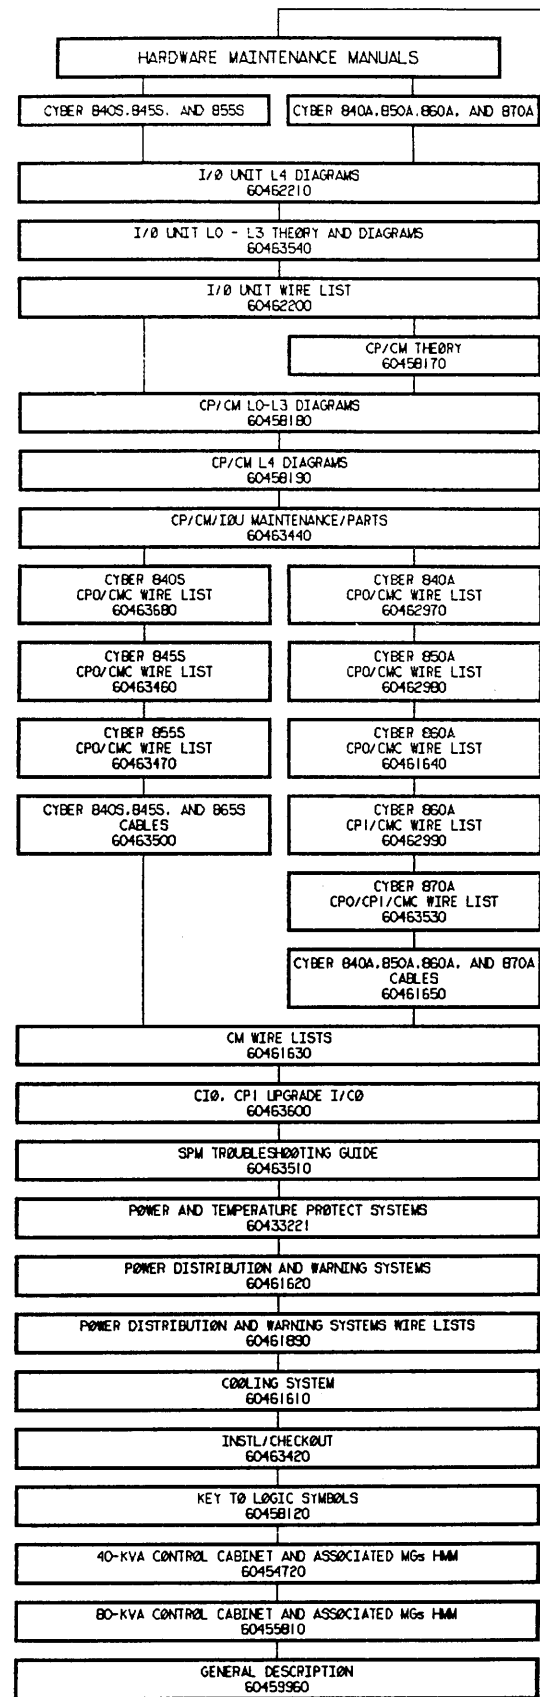 HARDWARE MAINTENANCE MANUALS
CYBER 840S,845S, AND 855S
CYBER 840A,850A,860A, AND 870A
I/Ø UNIT L4 DIAGRAMS
60462210
I/Ø UNIT L0 - L3 THEØRY AND DIAGRAMS
60463540
I/Ø UNIT WIRE LIST
60462200
CP/CM THEØRY
60458170
CP/CM L0-L3 DIAGRAMS
60458180
CP/CM L4 DIAGRAMS
60458190
CP/CM/IØU MAINTENANCE/PARTS
60463440
CYBER 840S
CP0/CMC WIRE LIST
60463680
CYBER 840A
CP0/CMC WIRE LIST
60462970
CYBER 845S
CP0/CMC WIRE LIST
60463460
CYBER 850A
CP0/CMC WIRE LIST
60462980
CYBER 855S
CP0/CMC WIRE LIST
60463470
CYBER 860A
CP0/CMC WIRE LIST
60461640
CYBER 840S,845S, AND 865S
CABLES
60463500
CYBER 860A
CP1/CMC WIRE LIST
60462990
CYBER 870A
CP0/CP1/CMC WIRE LIST
60463530
CYBER 840A,850A,860A, AND 870A
CABLES
60461650
CM WIRE LISTS
60461630
CIØ, CP1 UPGRADE I/CØ
60463600
SPM TRØUBLESHØØTING GUIDE
60463510
PØWER AND TEMPERATURE PRØTECT SYSTEMS
60433221
PØWER DISTRIBUTIØN AND WARNING SYSTEMS
60461620
PØWER DISTRIBUTIØN AND WARNING SYSTEMS WIRE LISTS
60461890
CØØLING SYSTEM
60461610
INSTL/CHECKØUT
60463420
KEY TØ LØGIC SYMBØLS
60458120
40-KVA CØNTRØL CABINET AND ASSØCIATED MGs HMM
60454720
80-KVA CØNTRØL CABINET AND ASSØCIATED MGs HMM
60455810
GENERAL DESCRIPTIØN
60459960